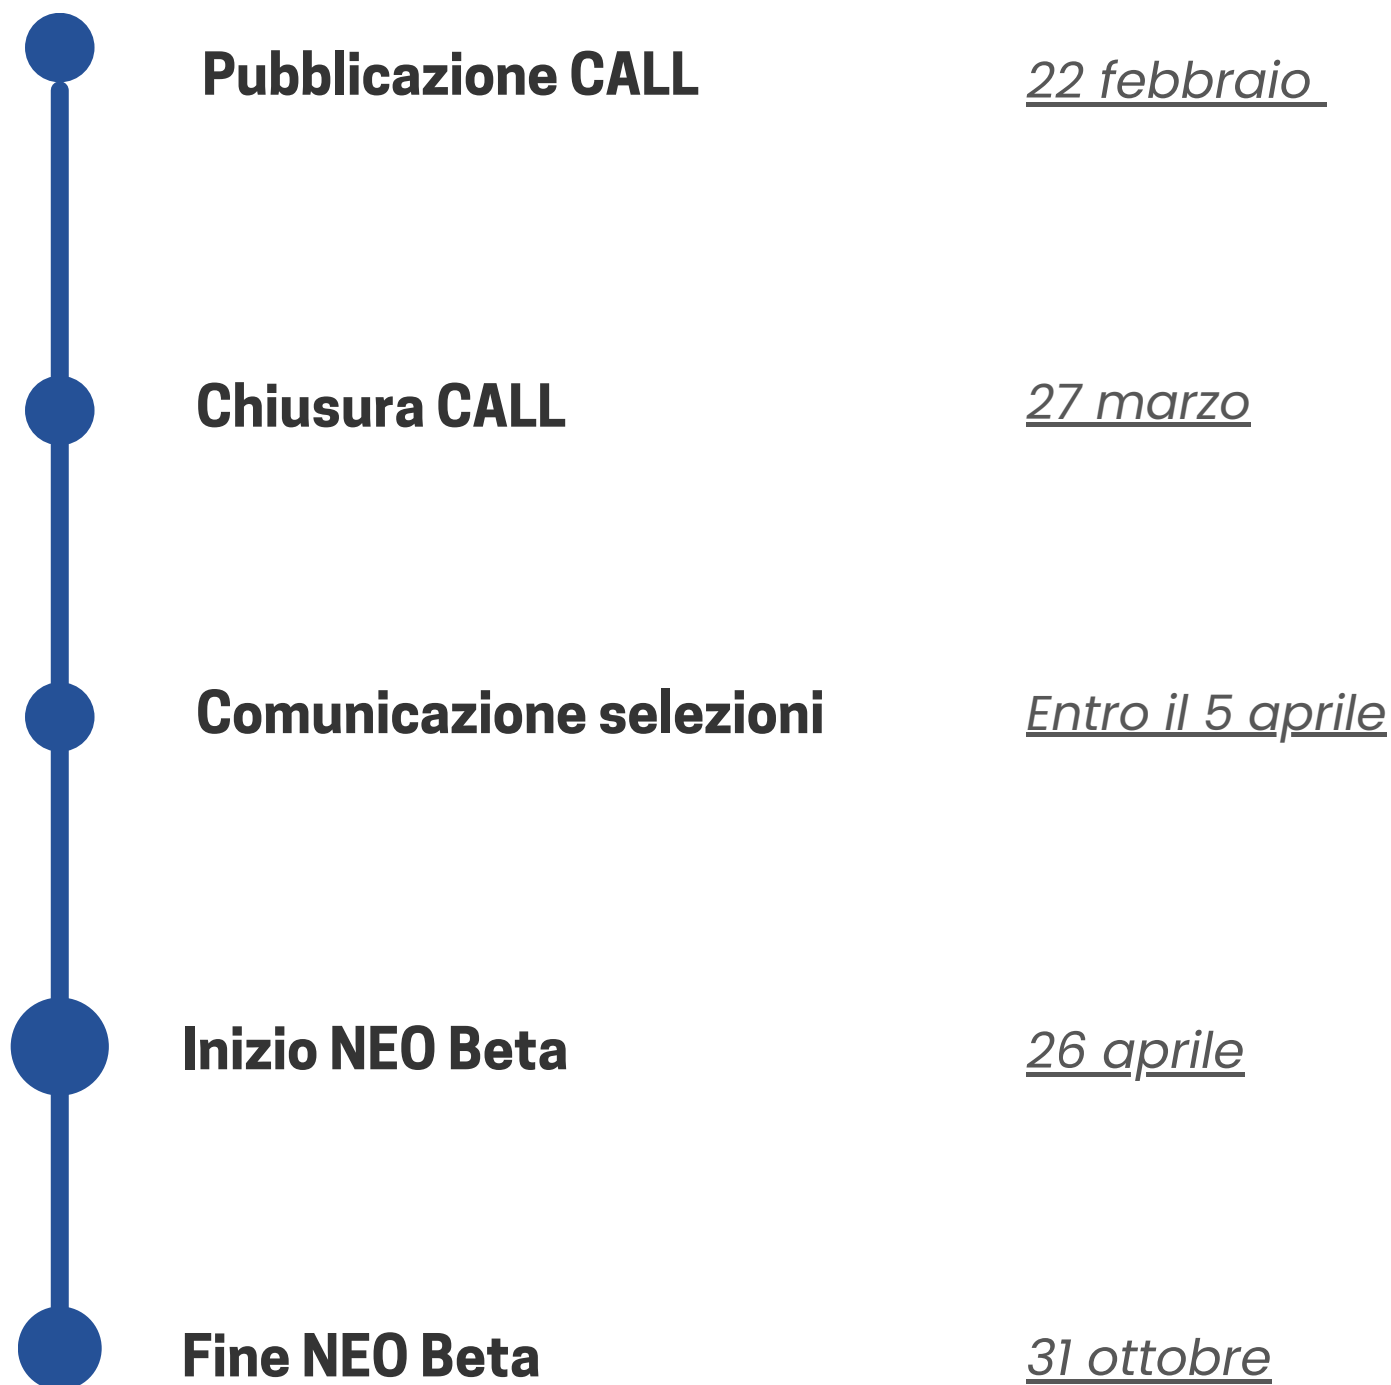 Pubblicazione CALL
22 febbraio
Chiusura CALL
27 marzo
Comunicazione selezioni
Entro il 5 aprile
Inizio NEO Beta
26 aprile
Fine NEO Beta
31 ottobre